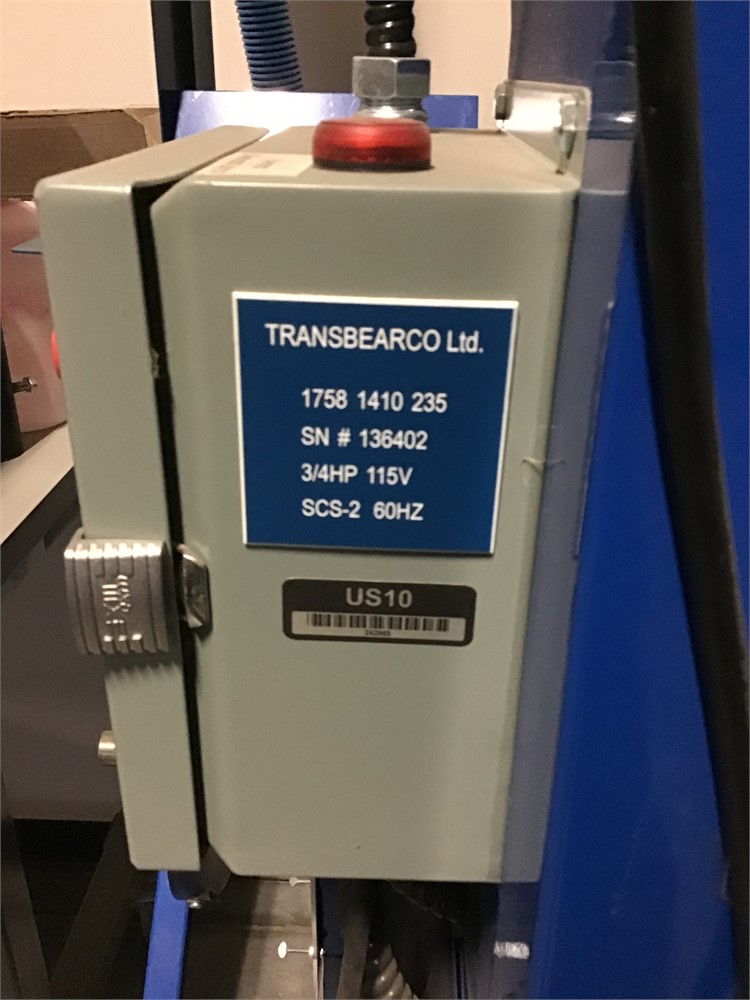 TRANSBEARCO Ltd.
1758 1410 235
SN # 136402
3/4HP 115V
SCS-2 60HZ
US10